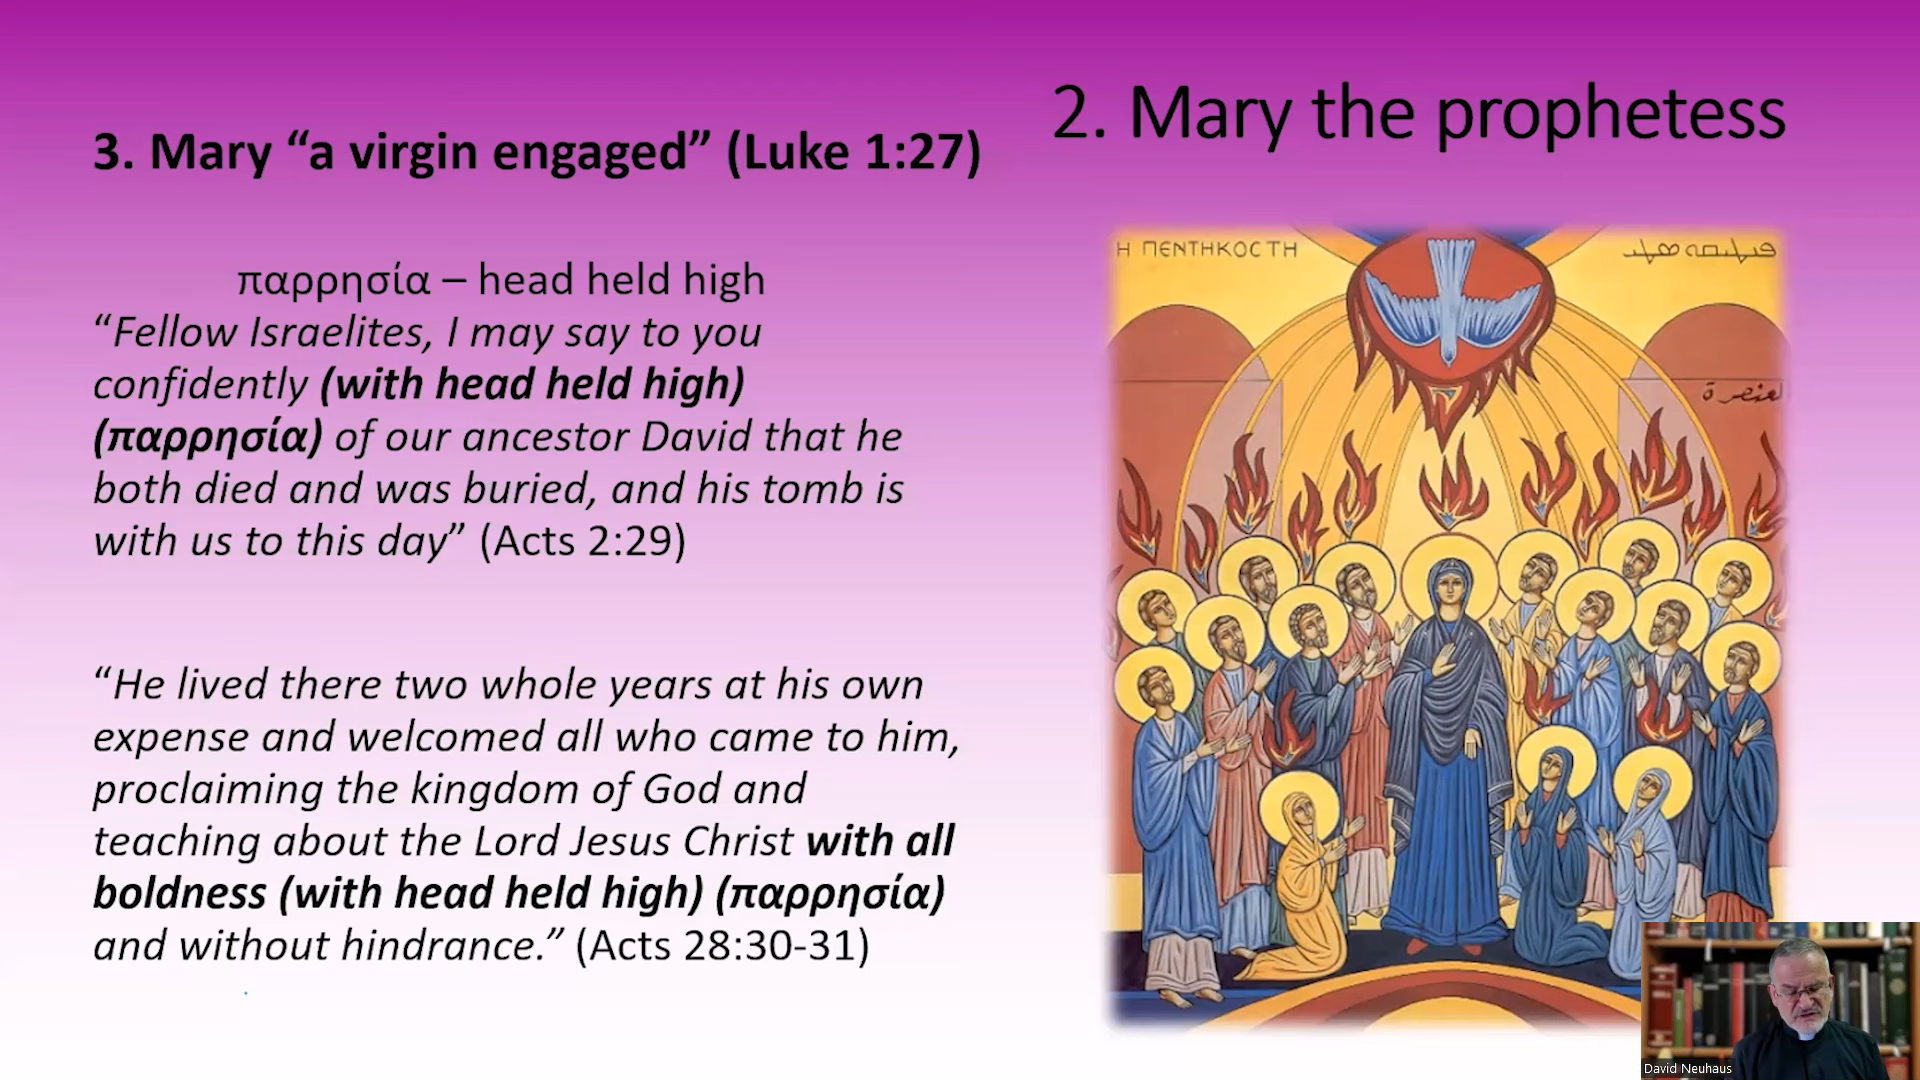 2. Mary the prophetess
3. Mary “a virgin engaged” (Luke 1:27)
παρρησία – head held high
“Fellow Israelites, I may say to you
confidently (with head held high)
(παρρησία) of our ancestor David that he
both died and was buried, and his tomb is
with us to this day” (Acts 2:29)
“He lived there two whole years at his own
expense and welcomed all who came to him,
proclaiming the kingdom of God and
teaching about the Lord Jesus Christ with all
boldness (with head held high) (παρρησία)
and without hindrance.” (Acts 28:30-31)
Η ΠΕΝΤΗΚΟСΤΗ
David Neuhaus